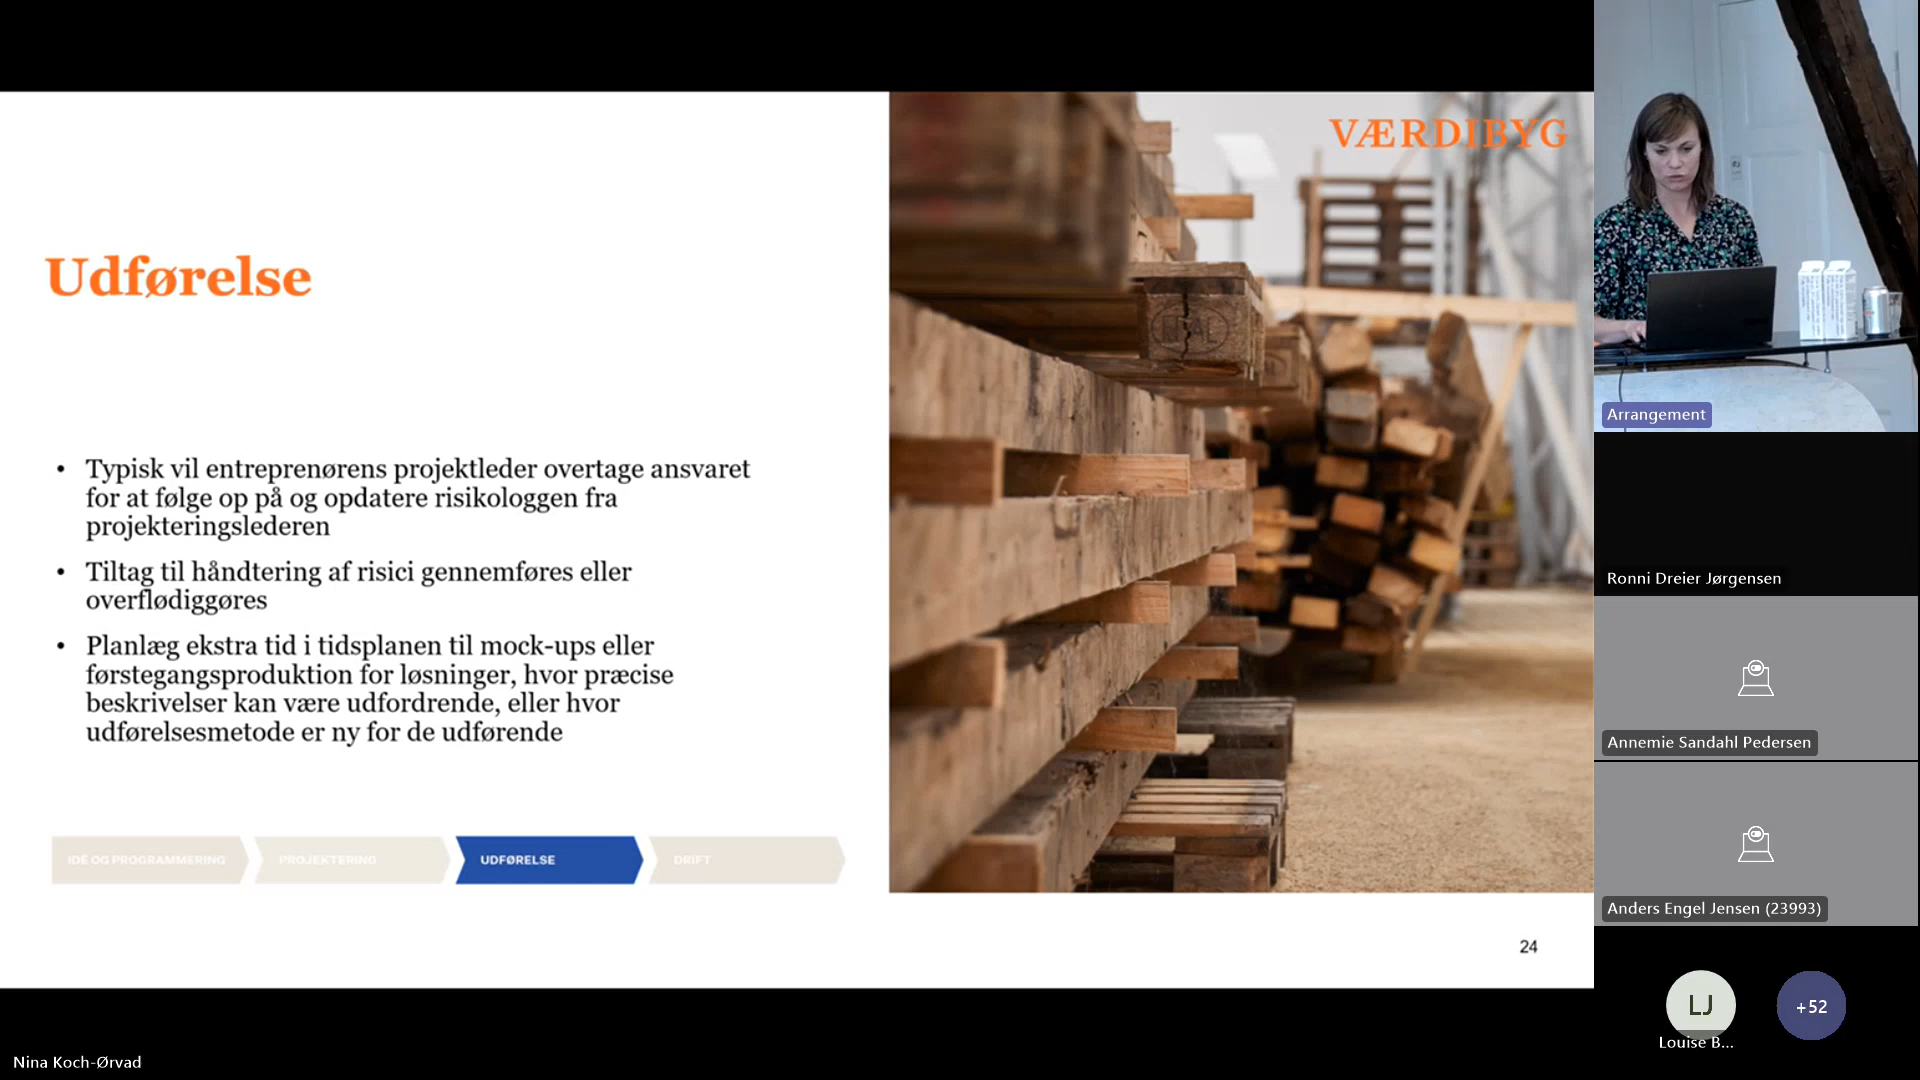 VÆRDIBYG
Udførelse
• Typisk vil entreprenørens projektleder overtage ansvaret
for at følge op på og opdatere risikologgen fra
projekteringslederen
• Tiltag til håndtering af risici gennemføres eller
overflødiggøres
• Planlæg ekstra tid i tidsplanen til mock-ups eller
førstegangsproduktion for løsninger, hvor præcise
beskrivelser kan være udfordrende, eller hvor
udførelsesmetode er ny for de udførende
IDÉ OG PROGRAMMERING
PROJEKTERING
UDFØRELSE
DRIFT
24
Nina Koch-Ørvad
Arrangement
Ronni Dreier Jørgensen
Annemie Sandahl Pedersen
Anders Engel Jensen (23993)
LJ
+52
Louise B...